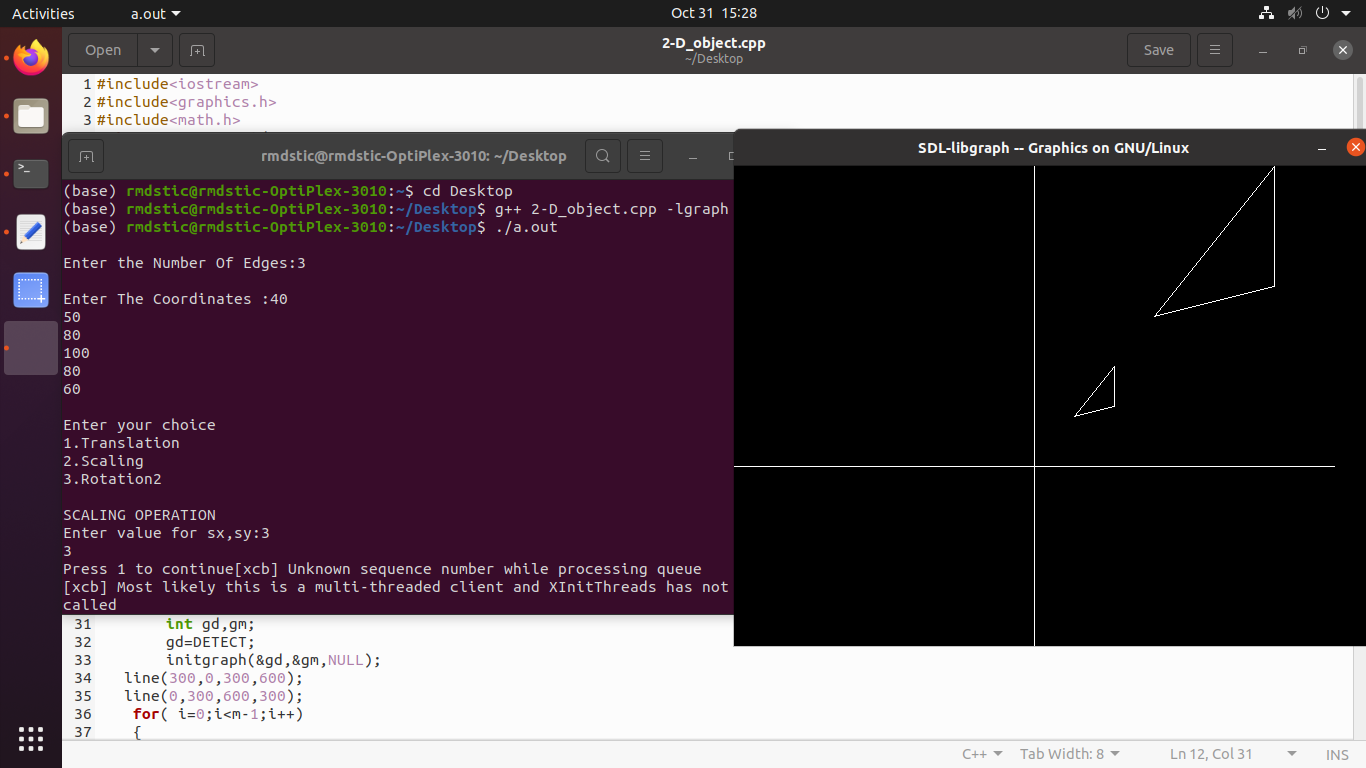 Activities
a.out
Oct 31 15:28
Open
2-D_object.cpp
~/Desktop
Save
1 #include<iostream>
2 #include<graphics.h>
3 #include<math.h>
rmdstic@rmdstic-OptiPlex-3010: ~/Desktop
(base) rmdstic@rmdstic-OptiPlex-3010:~$ cd Desktop
(base) rmdstic@rmdstic-OptiPlex-3010:~/Desktop$ g++ 2-D_object.cpp -lgraph
(base) rmdstic@rmdstic-OptiPlex-3010:~/Desktop$ ./a.out
Enter the Number Of Edges:3
Enter The Coordinates :40
50
80
100
80
60
Enter your choice
1.Translation
2.Scaling
3.Rotation2
SCALING OPERATION
Enter value for sx,sy:3
3
Press 1 to continue[xcb] Unknown sequence number while processing queue
[xcb] Most likely this is a multi-threaded client and XInitThreads has not
called
SDL-libgraph -- Graphics on GNU/Linux
31 int gd,gm;
32 gd=DETECT;
33 initgraph(&gd,&gm,NULL);
34 line(300,0,300,600);
35 line(0,300,600,300);
36 for( i=0;i<m-1;i++)
37 {
C++
Tab Width: 8
Ln 12, Col 31
INS